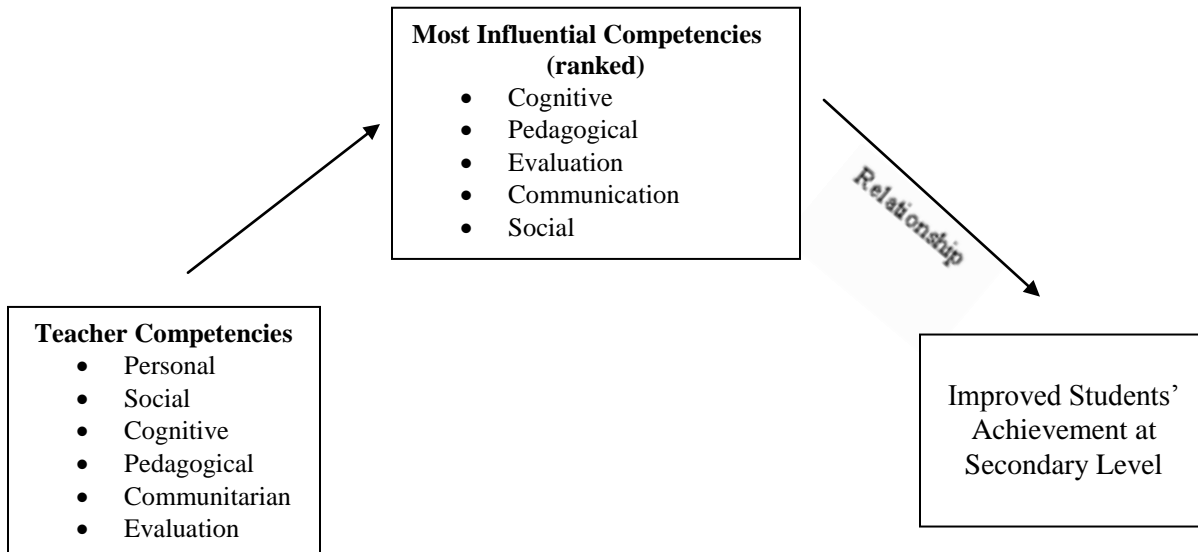 Most Influential Competencies
(ranked)
• Cognitive
• Pedagogical
• Evaluation
• Communication
• Social
Relationship
Teacher Competencies
• Personal
• Social
• Cognitive
• Pedagogical
• Communitarian
• Evaluation
Improved Students’
Achievement at
Secondary Level